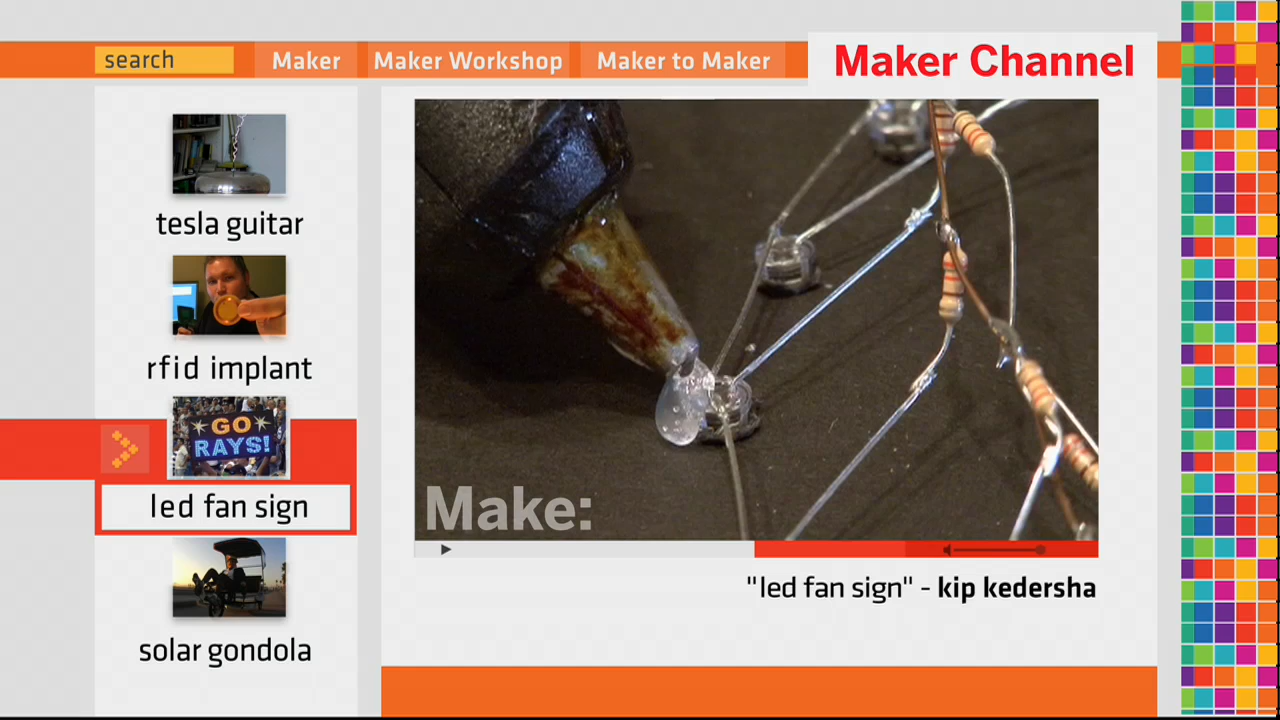 search
Maker
Maker Workshop
Maker to Maker
Maker Channel
tesla guitar
rfid implant
GO
RAYS!
led fan sign
solar gondola
Make:
"led fan sign" - kip kedersha